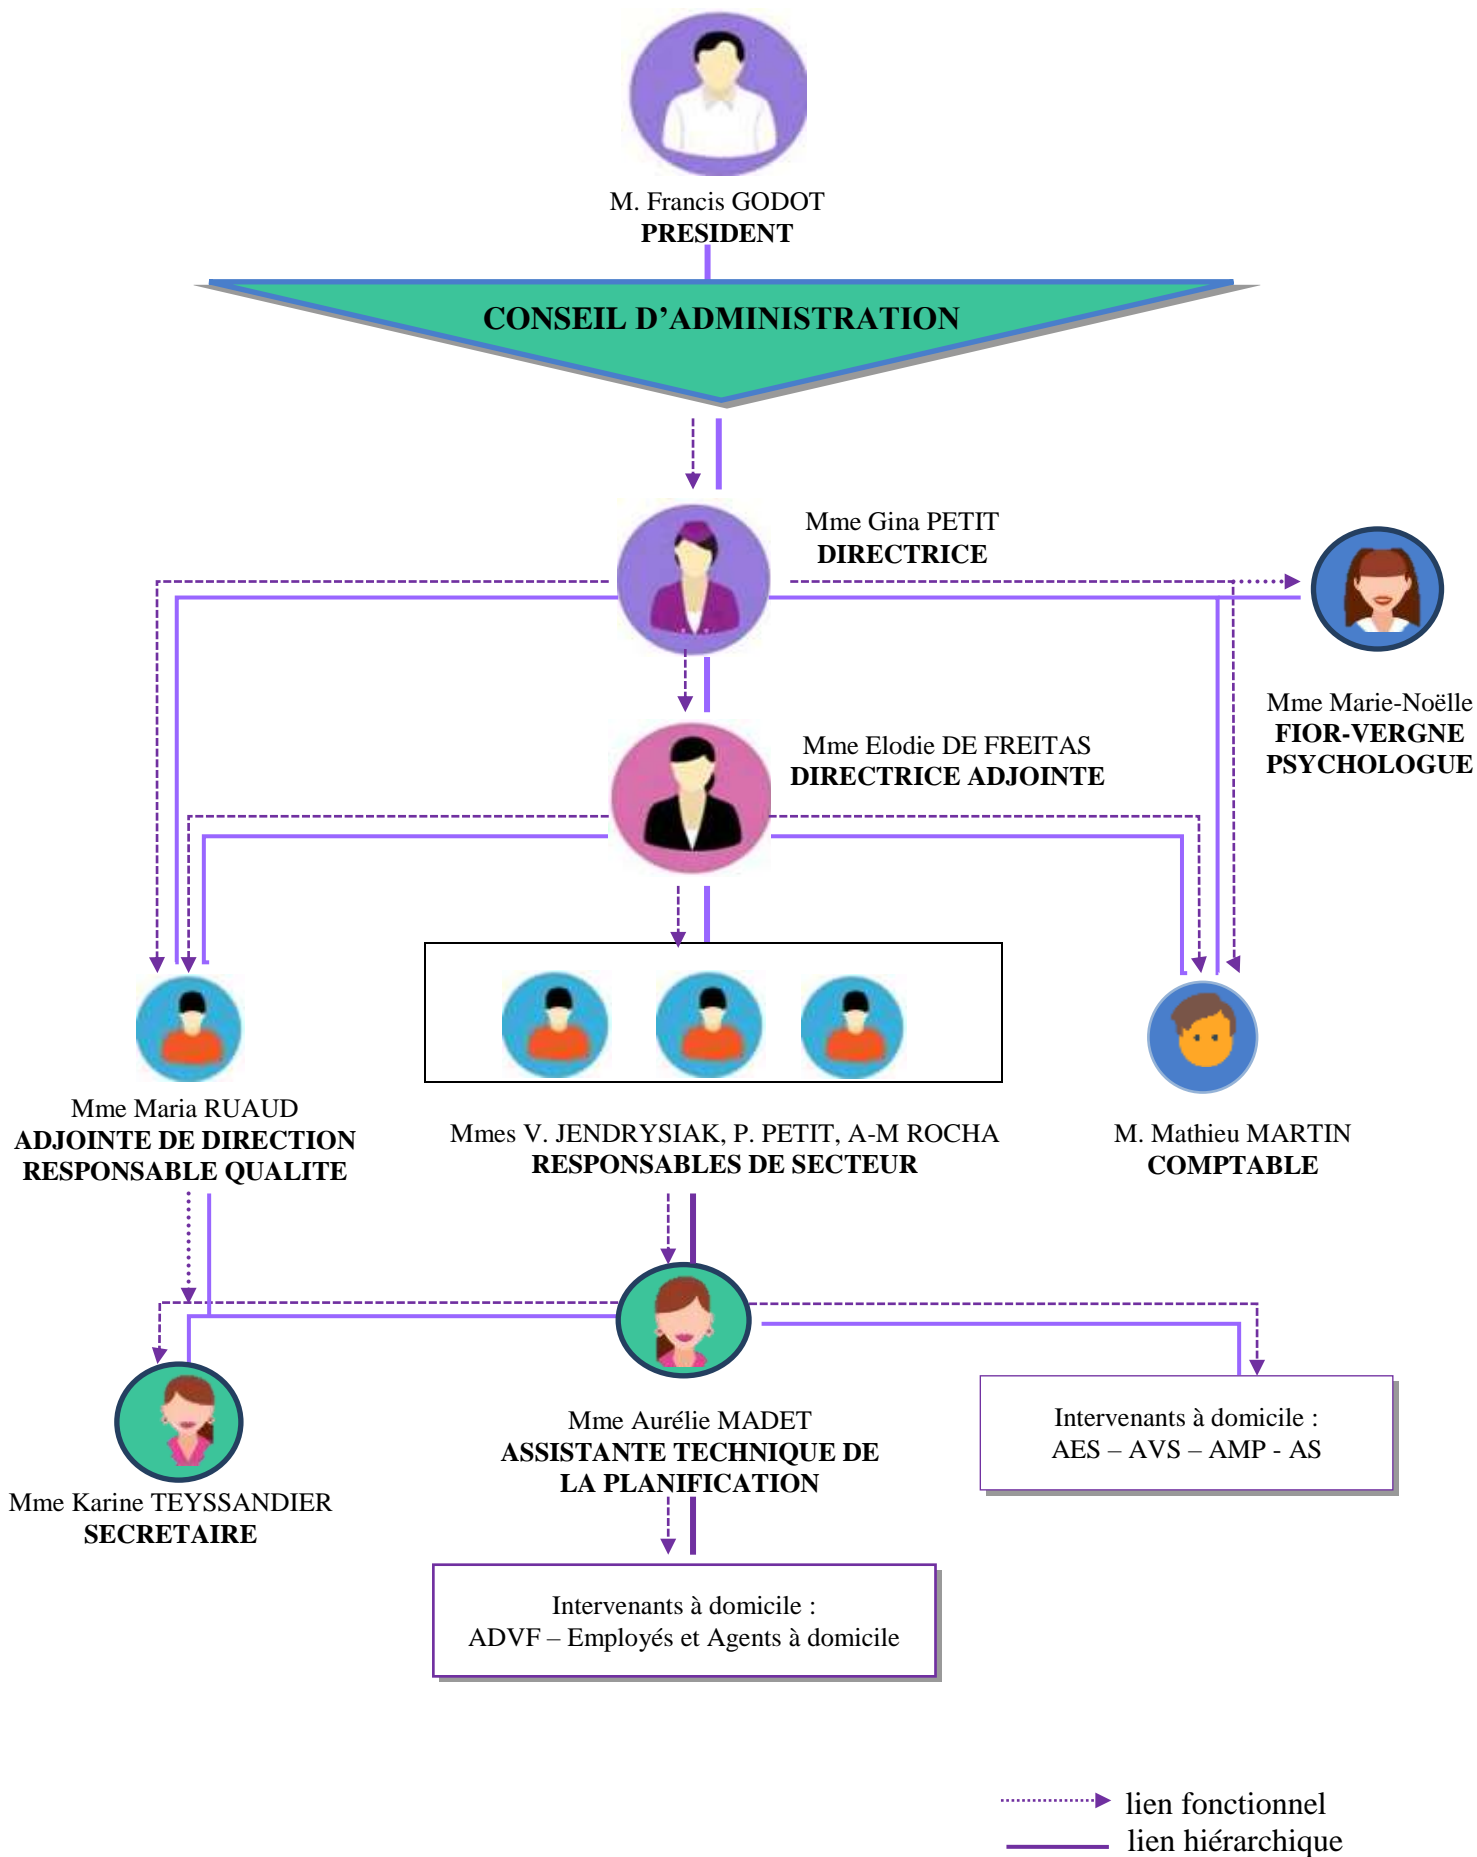 M. Francis GODOT
PRESIDENT
CONSEIL D’ADMINISTRATION
Mme Gina PETIT
DIRECTRICE
Mme Marie-Noëlle
FIOR-VERGNE
PSYCHOLOGUE
Mme Elodie DE FREITAS
DIRECTRICE ADJOINTE
Mme Maria RUAUD
ADJOINTE DE DIRECTION
RESPONSABLE QUALITE
Mmes V. JENDRYSIAK, P. PETIT, A-M ROCHA
RESPONSABLES DE SECTEUR
M. Mathieu MARTIN
COMPTABLE
Mme Karine TEYSSANDIER
SECRETAIRE
Mme Aurélie MADET
ASSISTANTE TECHNIQUE DE
LA PLANIFICATION
Intervenants à domicile :
AES – AVS – AMP - AS
Intervenants à domicile :
ADVF – Employés et Agents à domicile
lien fonctionnel
lien hiérarchique